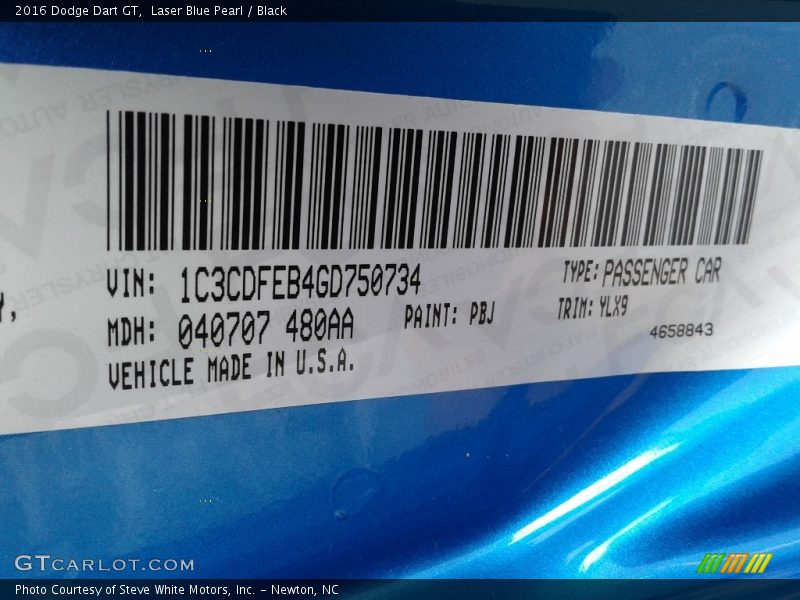 2016 Dodge Dart GT,  Laser Blue Pearl / Black
VIN: 1C3CDFEB4GD750734
TYPE: PASSENGER CAR
MDH: 040707 480AA
PAINT: PBJ
TRIM: YLX9
4658843
VEHICLE MADE IN U.S.A.
GTCARLOT.COM
Photo Courtesy of Steve White Motors, Inc. – Newton, NC